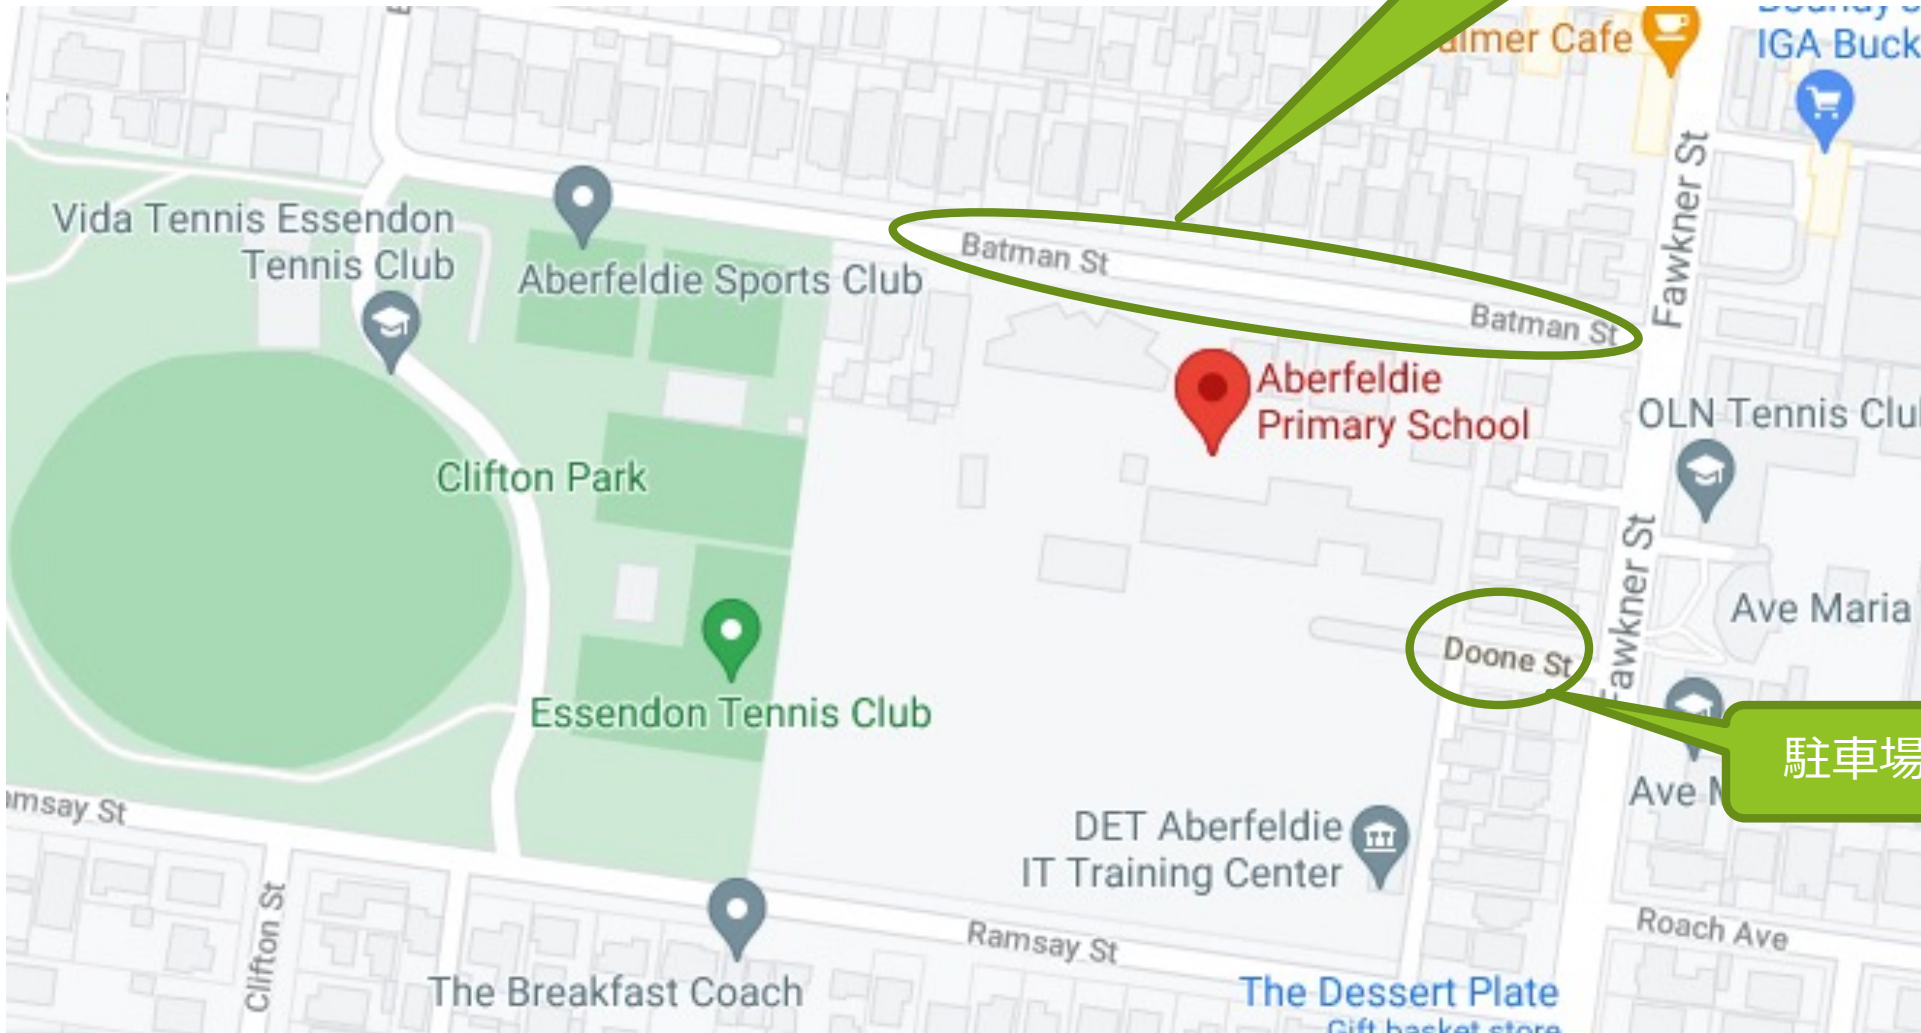 Cafe
IGA Buck
Fawkner St
Vida Tennis Essendon
Tennis Club
Aberfeldie Sports Club
Batman St
Batman St
Aberfeldie
Primary School
OLN Tennis
Clifton Park
Fawkner St
Ave Maria
Doone St
Essendon Tennis Club
駐車場
Ave
St
DET Aberfeldie
IT Training Center
Clifton St
Ramsay St
Roach Ave
The Breakfast Coach
The Dessert Plate
Gift basket store